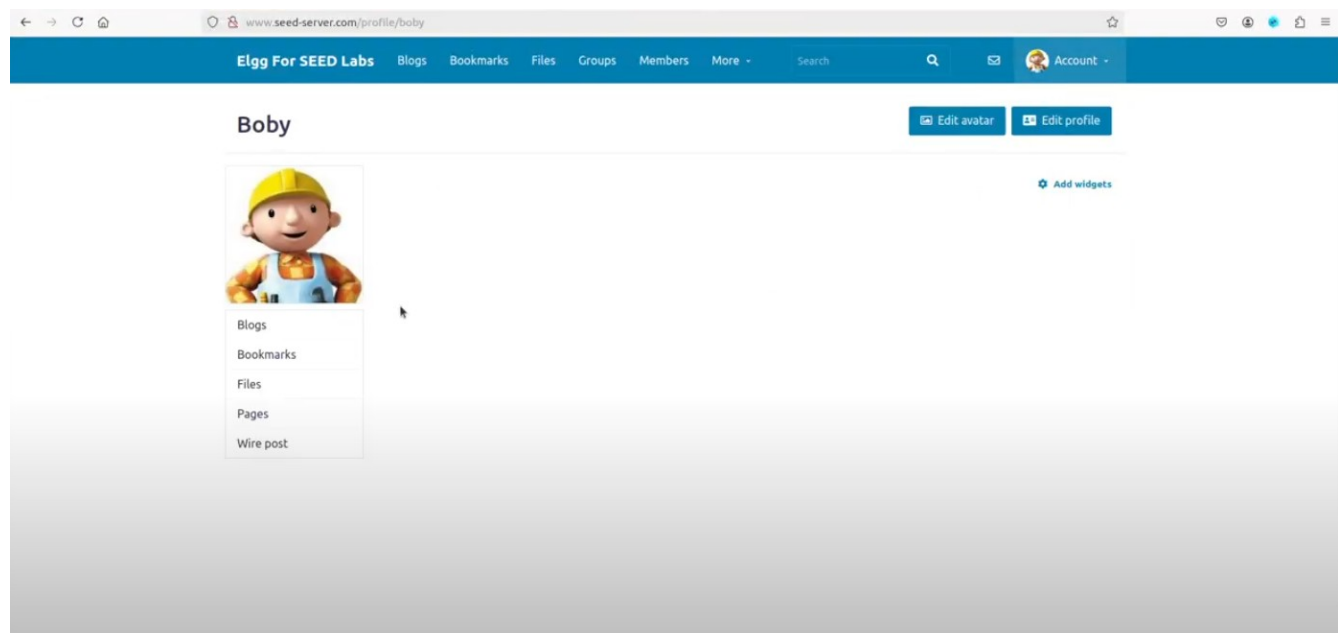 www.seed-server.com/profile/boby
Elgg For SEED Labs Blogs Bookmarks Files Groups Members More Search Account
Boby Edit avatar Edit profile
Add widgets
Blogs
Bookmarks
Files
Pages
Wire post